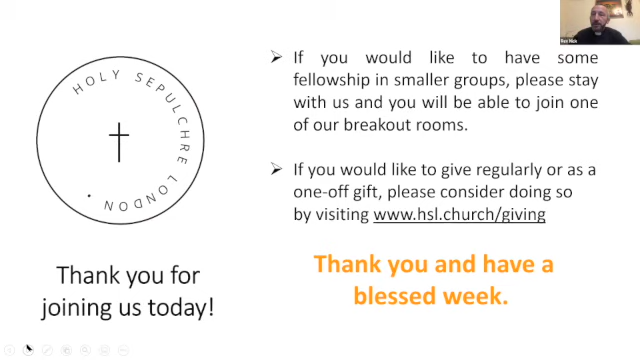 HOLY SEPULCHRE LONDON •
Thank you for
joining us today!
➢ If you would like to have some
fellowship in smaller groups, please stay
with us and you will be able to join one
of our breakout rooms.
➢ If you would like to give regularly or as a
one-off gift, please consider doing so
by visiting www.hsl.church/giving
Thank you and have a
blessed week.
Rev Nick